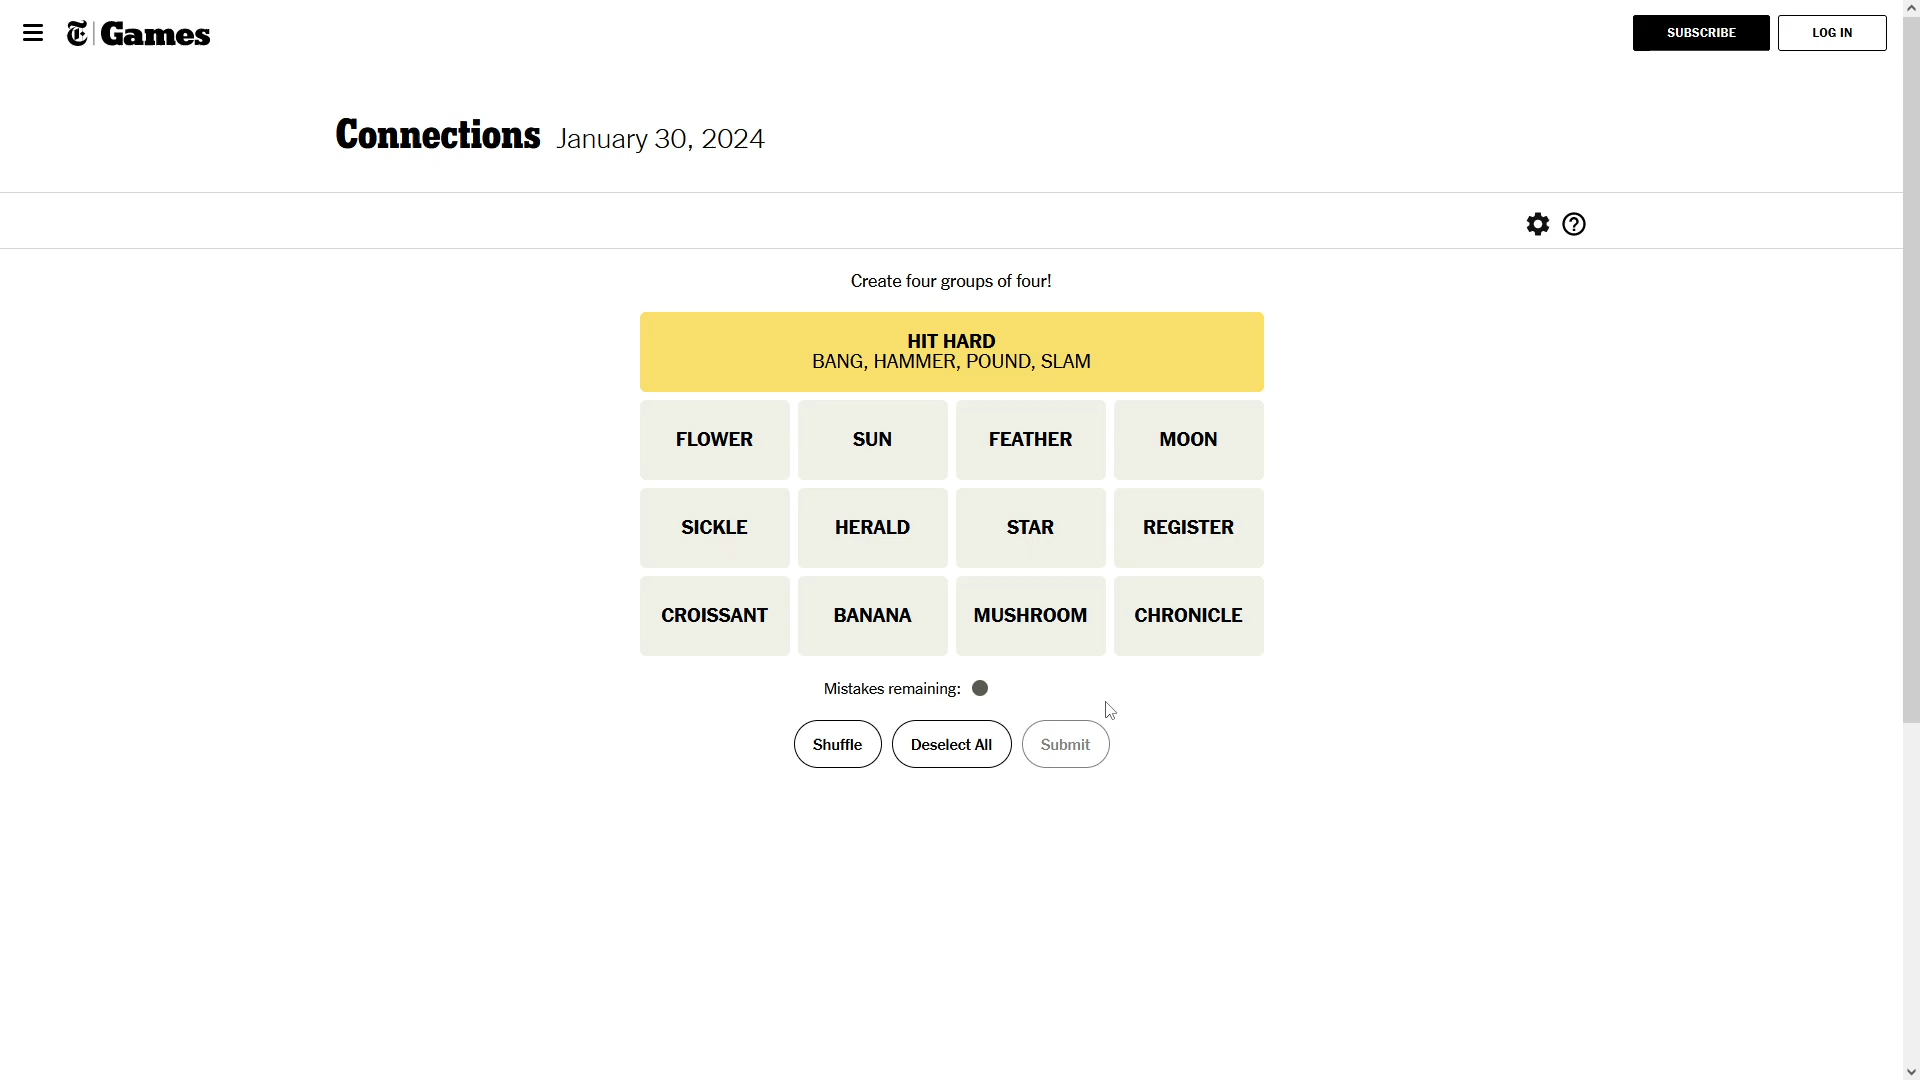 Games
SUBSCRIBE
LOG IN
Connections January 30, 2024
Create four groups of four!
HIT HARD
BANG, HAMMER, POUND, SLAM
FLOWER SUN FEATHER MOON
SICKLE HERALD STAR REGISTER
CROISSANT BANANA MUSHROOM CHRONICLE
Mistakes remaining:
Shuffle Deselect All Submit